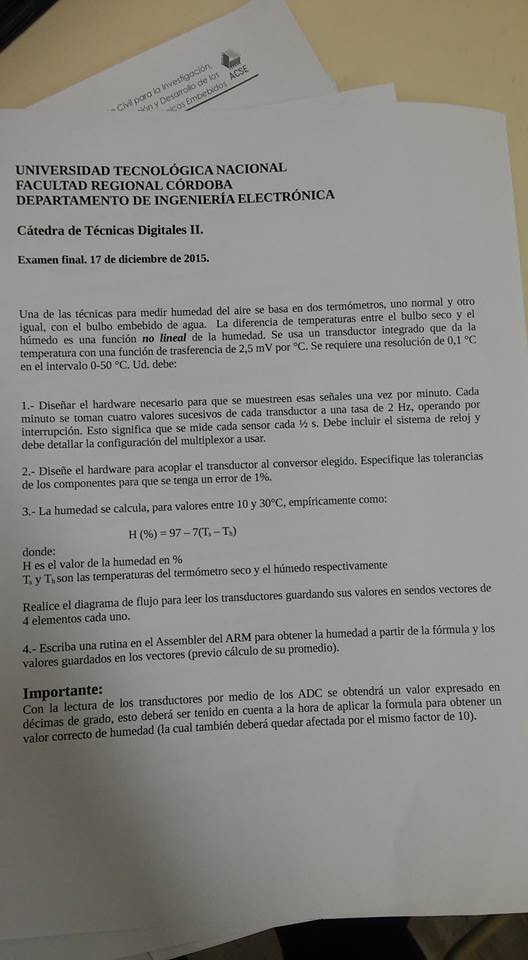 Civil para la Investigación,
y Desarrollo de los
Embebidos
ACSE
UNIVERSIDAD TECNOLÓGICA NACIONAL
FACULTAD REGIONAL CÓRDOBA
DEPARTAMENTO DE INGENIERÍA ELECTRÓNICA
Cátedra de Técnicas Digitales II.
Examen final. 17 de diciembre de 2015.
Una de las técnicas para medir humedad del aire se basa en dos termómetros, uno normal y otro
igual, con el bulbo embebido de agua. La diferencia de temperaturas entre el bulbo seco y el
húmedo es una función no lineal de la humedad. Se usa un transductor integrado que da la
temperatura con una función de trasferencia de 2,5 mV por °C. Se requiere una resolución de 0,1 °C
en el intervalo 0-50 °C. Ud. debe:
1.- Diseñar el hardware necesario para que se muestreen esas señales una vez por minuto. Cada
minuto se toman cuatro valores sucesivos de cada transductor a una tasa de 2 Hz, operando por
interrupción. Esto significa que se mide cada sensor cada ½ s. Debe incluir el sistema de reloj y
debe detallar la configuración del multiplexor a usar.
2.- Diseñe el hardware para acoplar el transductor al conversor elegido. Especifique las tolerancias
de los componentes para que se tenga un error de 1%.
3.- La humedad se calcula, para valores entre 10 y 30°C, empíricamente como:
H (%) = 97 – 7(Ts – Th)
donde:
H es el valor de la humedad en %
Ts y Th son las temperaturas del termómetro seco y el húmedo respectivamente
Realice el diagrama de flujo para leer los transductores guardando sus valores en sendos vectores de
4 elementos cada uno.
4.- Escriba una rutina en el Assembler del ARM para obtener la humedad a partir de la fórmula y los
valores guardados en los vectores (previo cálculo de su promedio).
Importante:
Con la lectura de los transductores por medio de los ADC se obtendrá un valor expresado en
décimas de grado, esto deberá ser tenido en cuenta a la hora de aplicar la formula para obtener un
valor correcto de humedad (la cual también deberá quedar afectada por el mismo factor de 10).